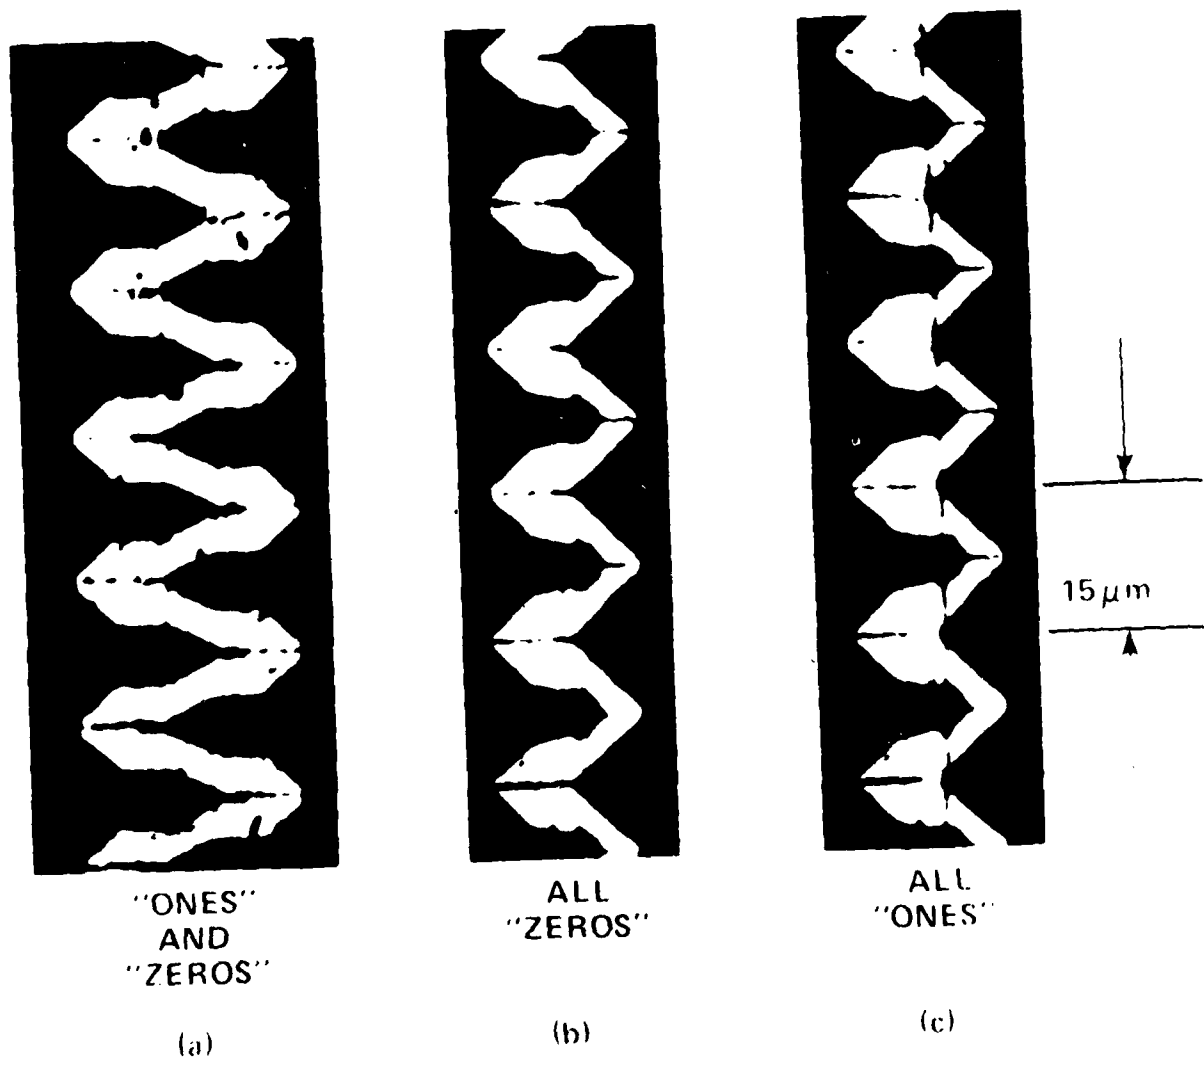 15 μm
"ONES"
AND
"ZEROS"
(a)
ALL
"ZEROS"
(b)
ALL
"ONES"
(c)